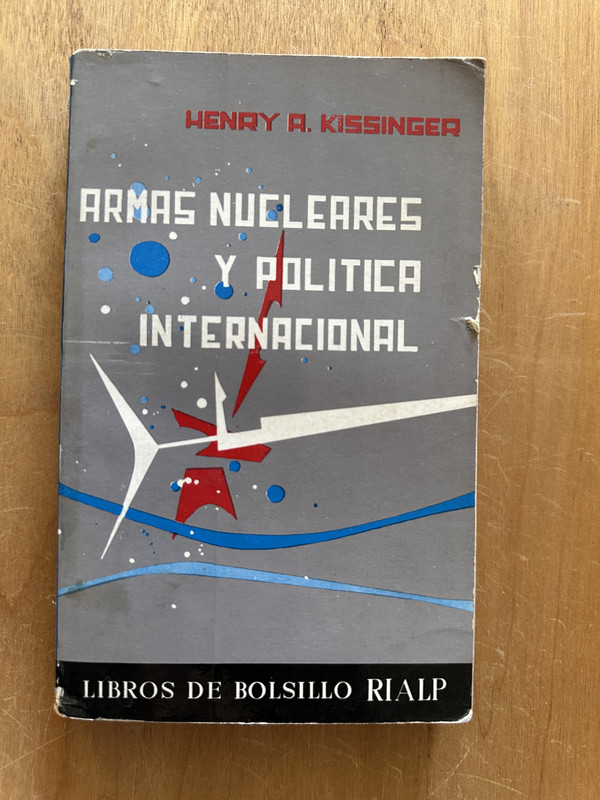 HENRY A. KISSINGER
ARMAS NUCLEARES
Y POLITICA
INTERNACIONAL
LIBROS DE BOLSILLO RIALP